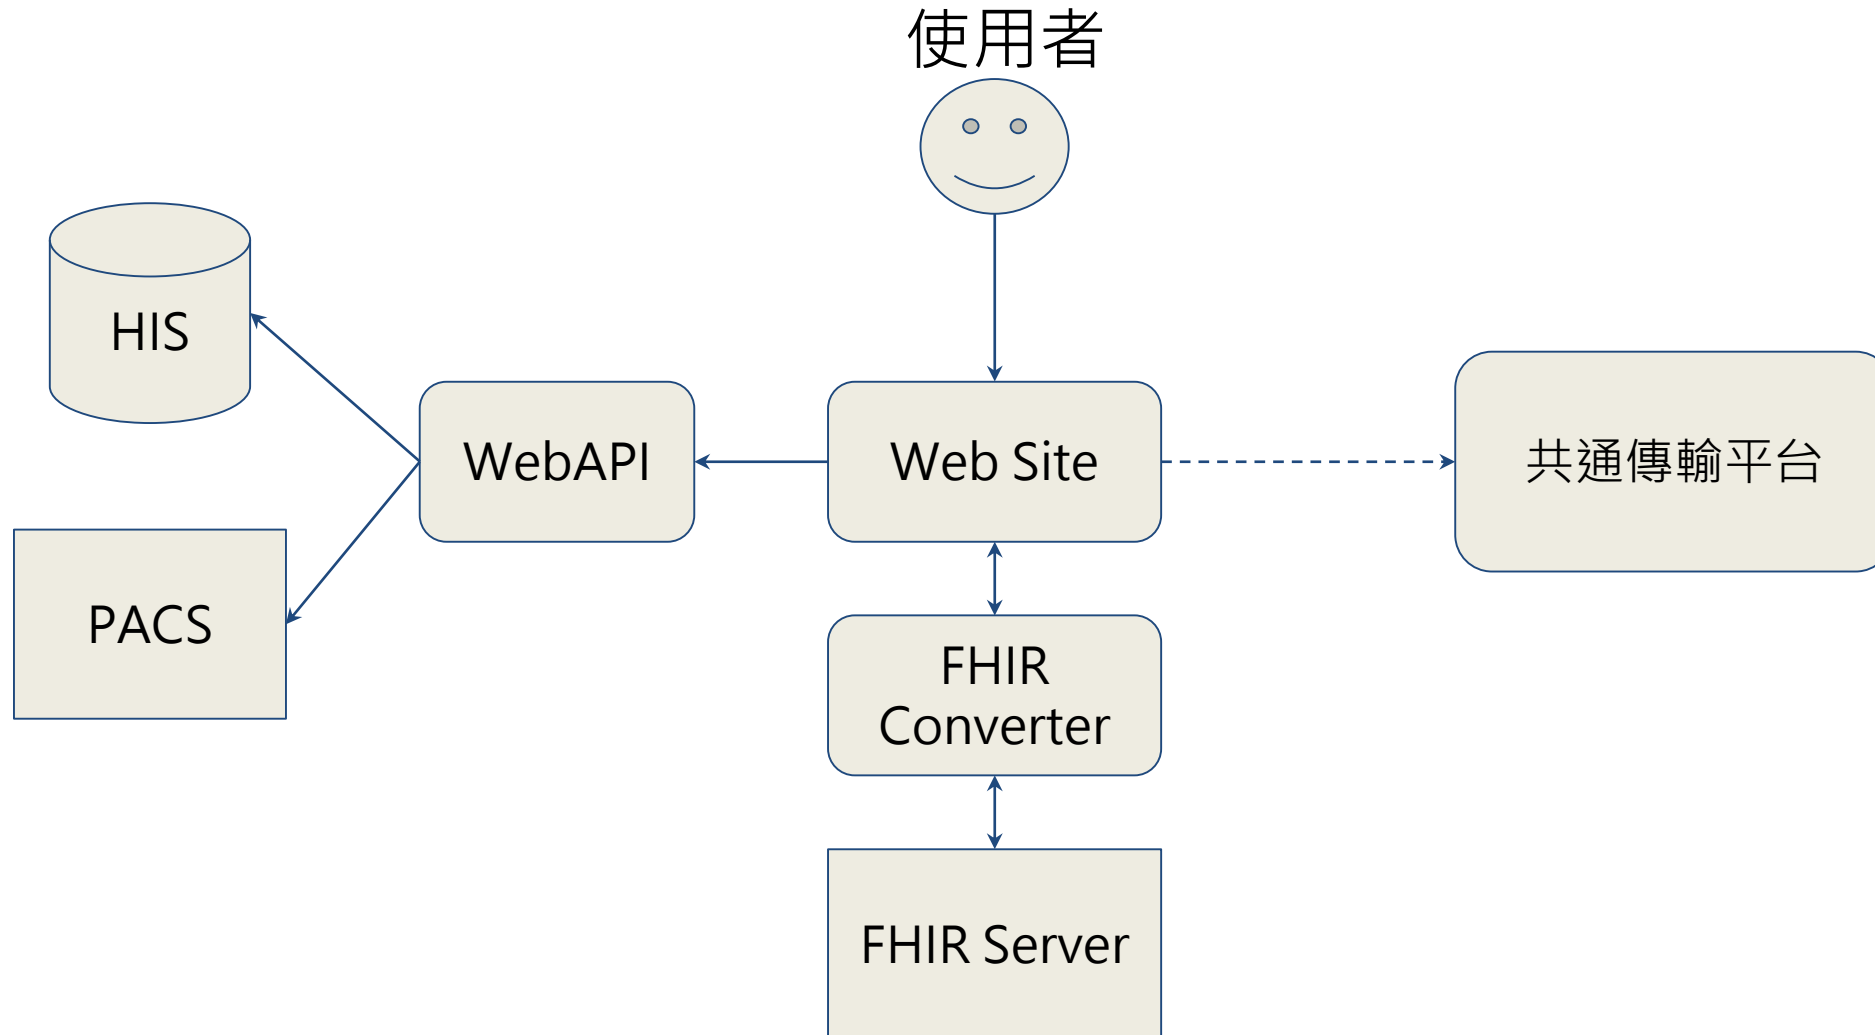 使用者
HIS
WebAPI
Web Site
共通傳輸平台
PACS
FHIR
Converter
FHIR Server